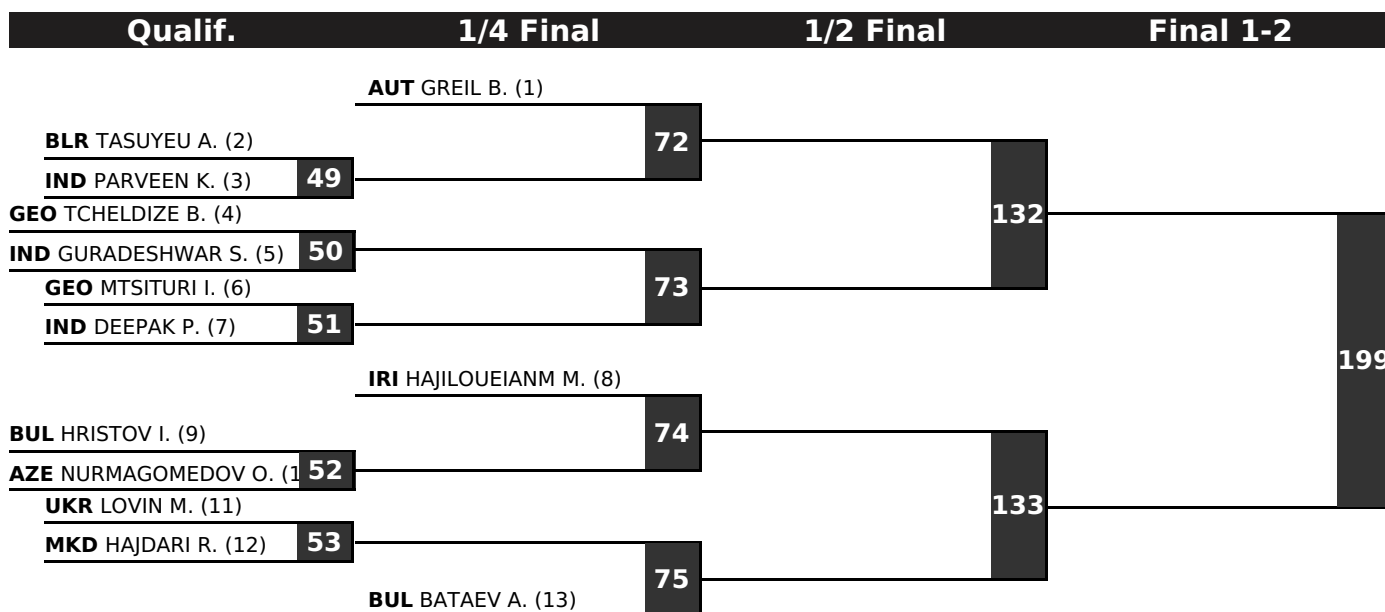 Qualif. 1/4 Final 1/2 Final Final 1-2
AUT GREIL B. (1)
72
BLR TASUYEU A. (2)
IND PARVEEN K. (3) 49
132
GEO TCHELDIZE B. (4)
IND GURADESHWAR S. (5) 50
73
GEO MTSITURI I. (6)
IND DEEPAK P. (7) 51
199
IRI HAJILOUEIANM M. (8)
74
BUL HRISTOV I. (9)
AZE NURMAGOMEDOV O. (1 52
133
UKR LOVIN M. (11)
MKD HAJDARI R. (12) 53
75
BUL BATAEV A. (13)